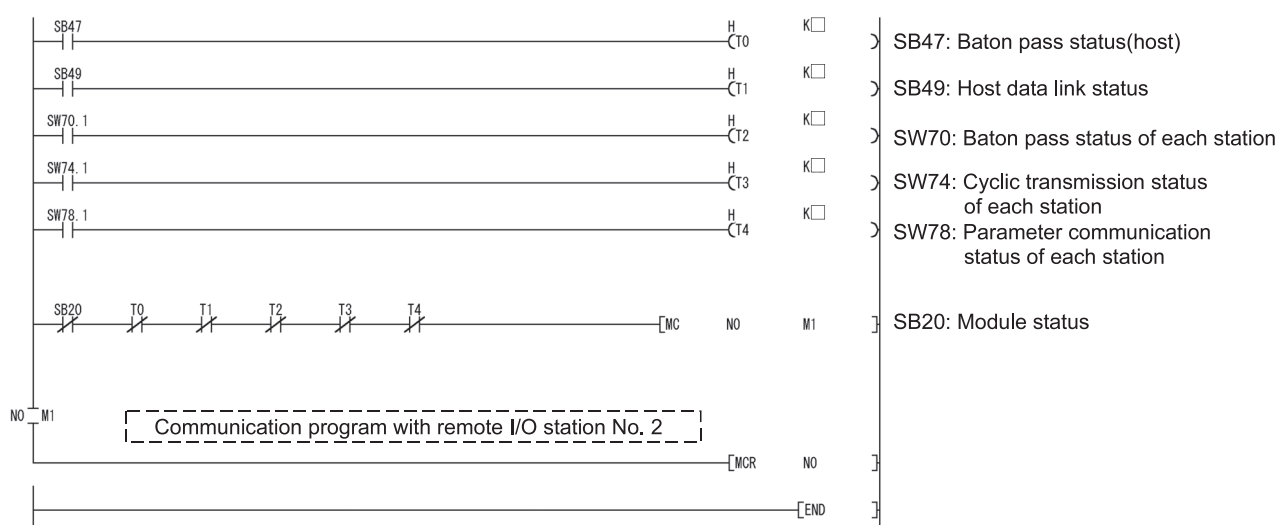 SB47 H K□
T0 SB47: Baton pass status(host)
SB49 H K□
T1 SB49: Host data link status
SW70.1 H K□
T2 SW70: Baton pass status of each station
SW74.1 H K□
T3 SW74: Cyclic transmission status
of each station
SW78.1 H K□
T4 SW78: Parameter communication
status of each station
SB20 T0 T1 T2 T3 T4 MC N0 M1 SB20: Module status
N0 M1 Communication program with remote I/O station No. 2
MCR N0
END